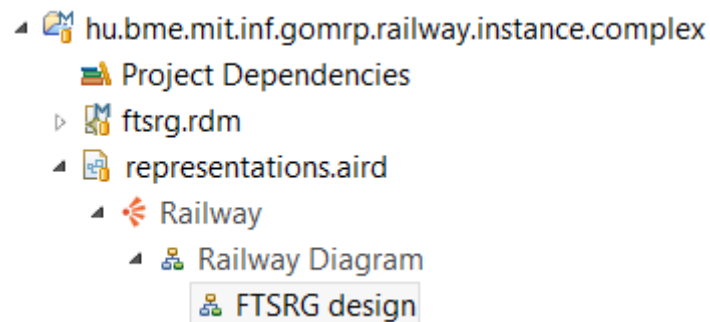 hu.bme.mit.inf.gomrp.railway.instance.complex
Project Dependencies
ftsrg.rdm
representations.aird
Railway
Railway Diagram
FTSRG design